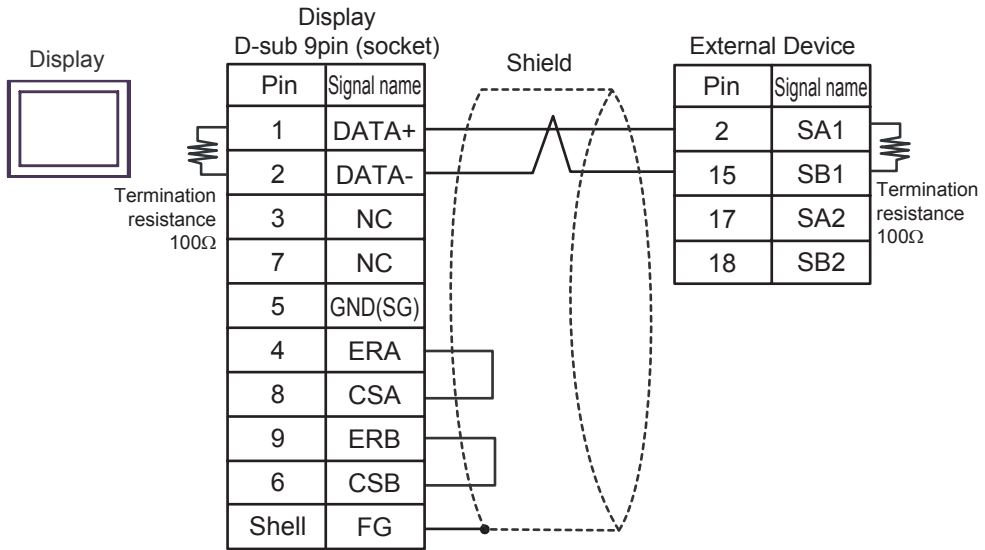 Display
Display
D-sub 9pin (socket)
Shield
External Device
Pin Signal name
1 DATA+
2 DATA-
3 NC
7 NC
5 GND(SG)
4 ERA
8 CSA
9 ERB
6 CSB
Shell FG
Termination
resistance
100Ω
Pin Signal name
2 SA1
15 SB1
17 SA2
18 SB2
Termination
resistance
100Ω